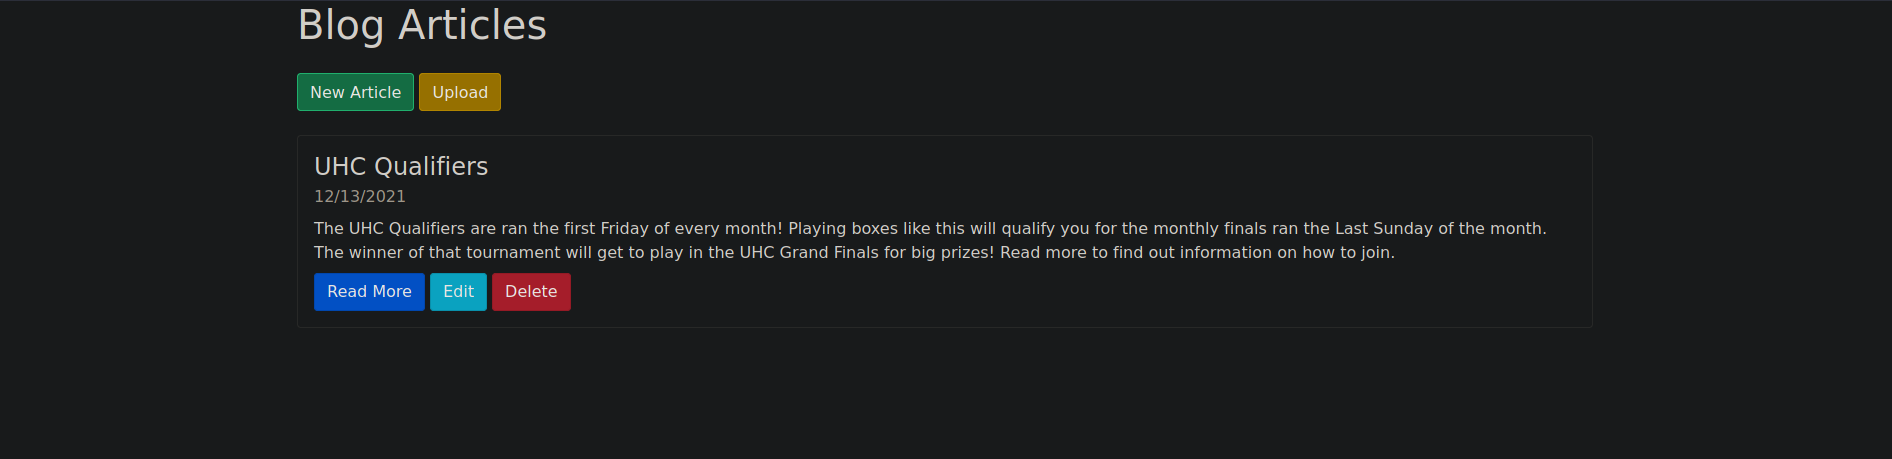 Blog Articles
New Article Upload
UHC Qualifiers
12/13/2021
The UHC Qualifiers are ran the first Friday of every month! Playing boxes like this will qualify you for the monthly finals ran the Last Sunday of the month.
The winner of that tournament will get to play in the UHC Grand Finals for big prizes! Read more to find out information on how to join.
Read More Edit Delete